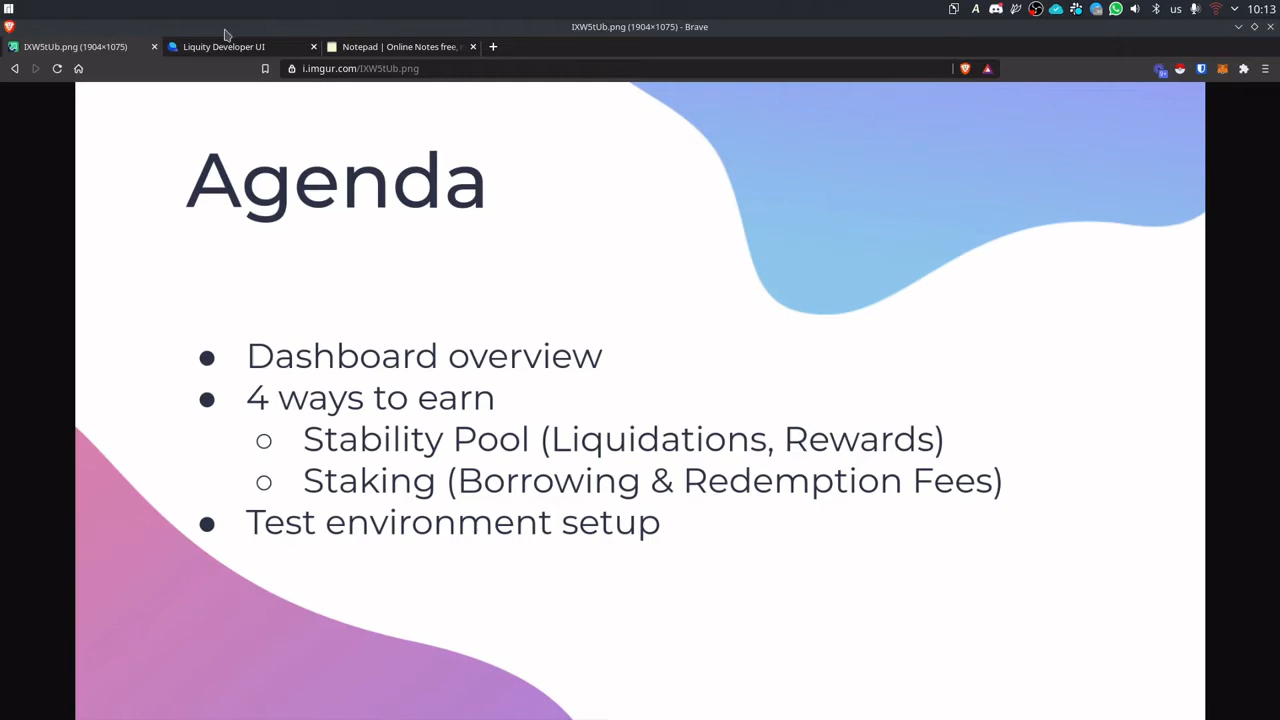 us
10:13
IXW5tUb.png (1904×1075) - Brave
IXW5tUb.png (1904×1075)
Liquity Developer UI
Notepad | Online Notes free,
i.imgur.com/IXW5tUb.png
Agenda
● Dashboard overview
● 4 ways to earn
○ Stability Pool (Liquidations, Rewards)
○ Staking (Borrowing & Redemption Fees)
● Test environment setup